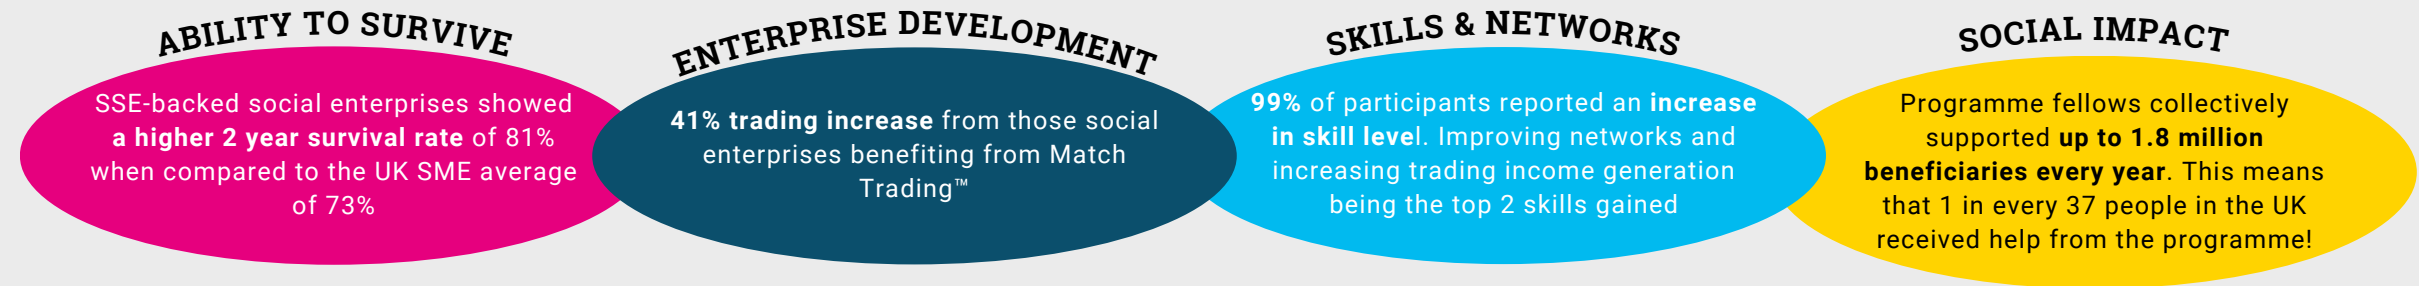 ABILITY TO SURVIVE
SSE-backed social enterprises showed
a higher 2 year survival rate of 81%
when compared to the UK SME average
of 73%
ENTERPRISE DEVELOPMENT
41% trading increase from those social
enterprises benefiting from Match
Trading™
SKILLS & NETWORKS
99% of participants reported an increase
in skill level. Improving networks and
increasing trading income generation
being the top 2 skills gained
SOCIAL IMPACT
Programme fellows collectively
supported up to 1.8 million
beneficiaries every year. This means
that 1 in every 37 people in the UK
received help from the programme!